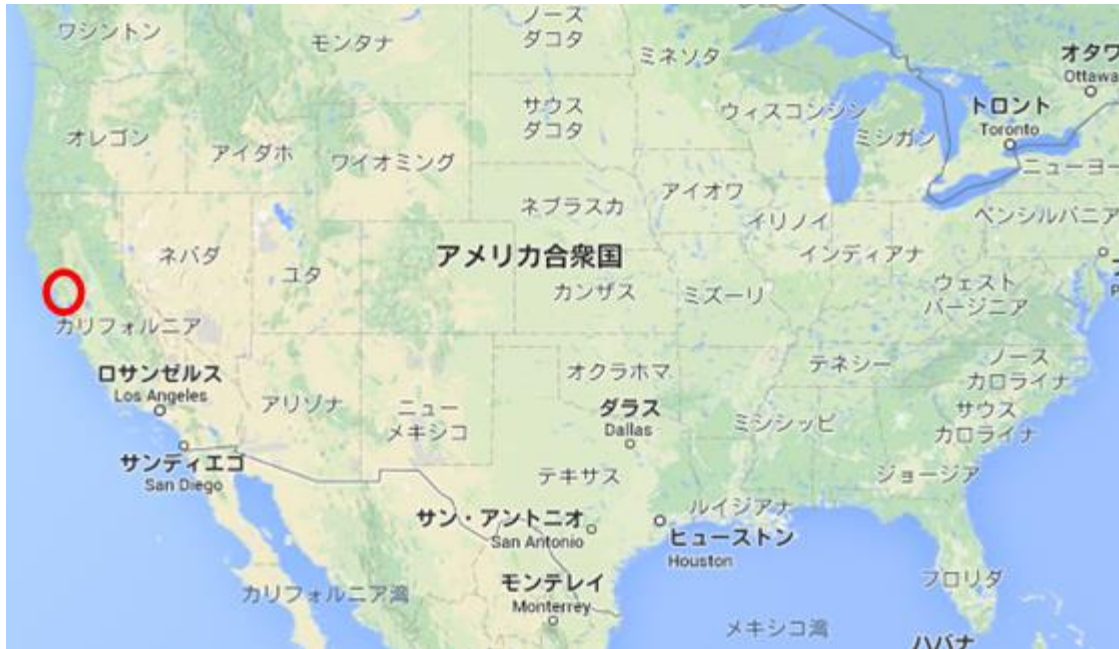 ワシントン
モンタナ
ノース
ダコタ
ミネソタ
オタワ
Ottawa
オレゴン
アイダホ
ワイオミング
サウス
ダコタ
ウィスコンシン
ミシガン
トロント
Toronto
ニューヨー
ネブラスカ
アイオワ
イリノイ
インディアナ
ペンシルバニア
ネバダ
ユタ
アメリカ合衆国
カンザス
ミズーリ
ウェスト
バージニア
カリフォルニア
ロサンゼルス
Los Angeles
アリゾナ
ニュー
メキシコ
オクラホマ
テネシー
ノース
カロライナ
ダラス
Dallas
ミシシッピ
サウス
カロライナ
サンディエゴ
San Diego
テキサス
ジョージア
サン・アントニオ
San Antonio
ルイジアナ
ヒューストン
Houston
モンテレイ
Monterrey
カリフォルニア湾
フロリダ
メキシコ湾
ハバナ